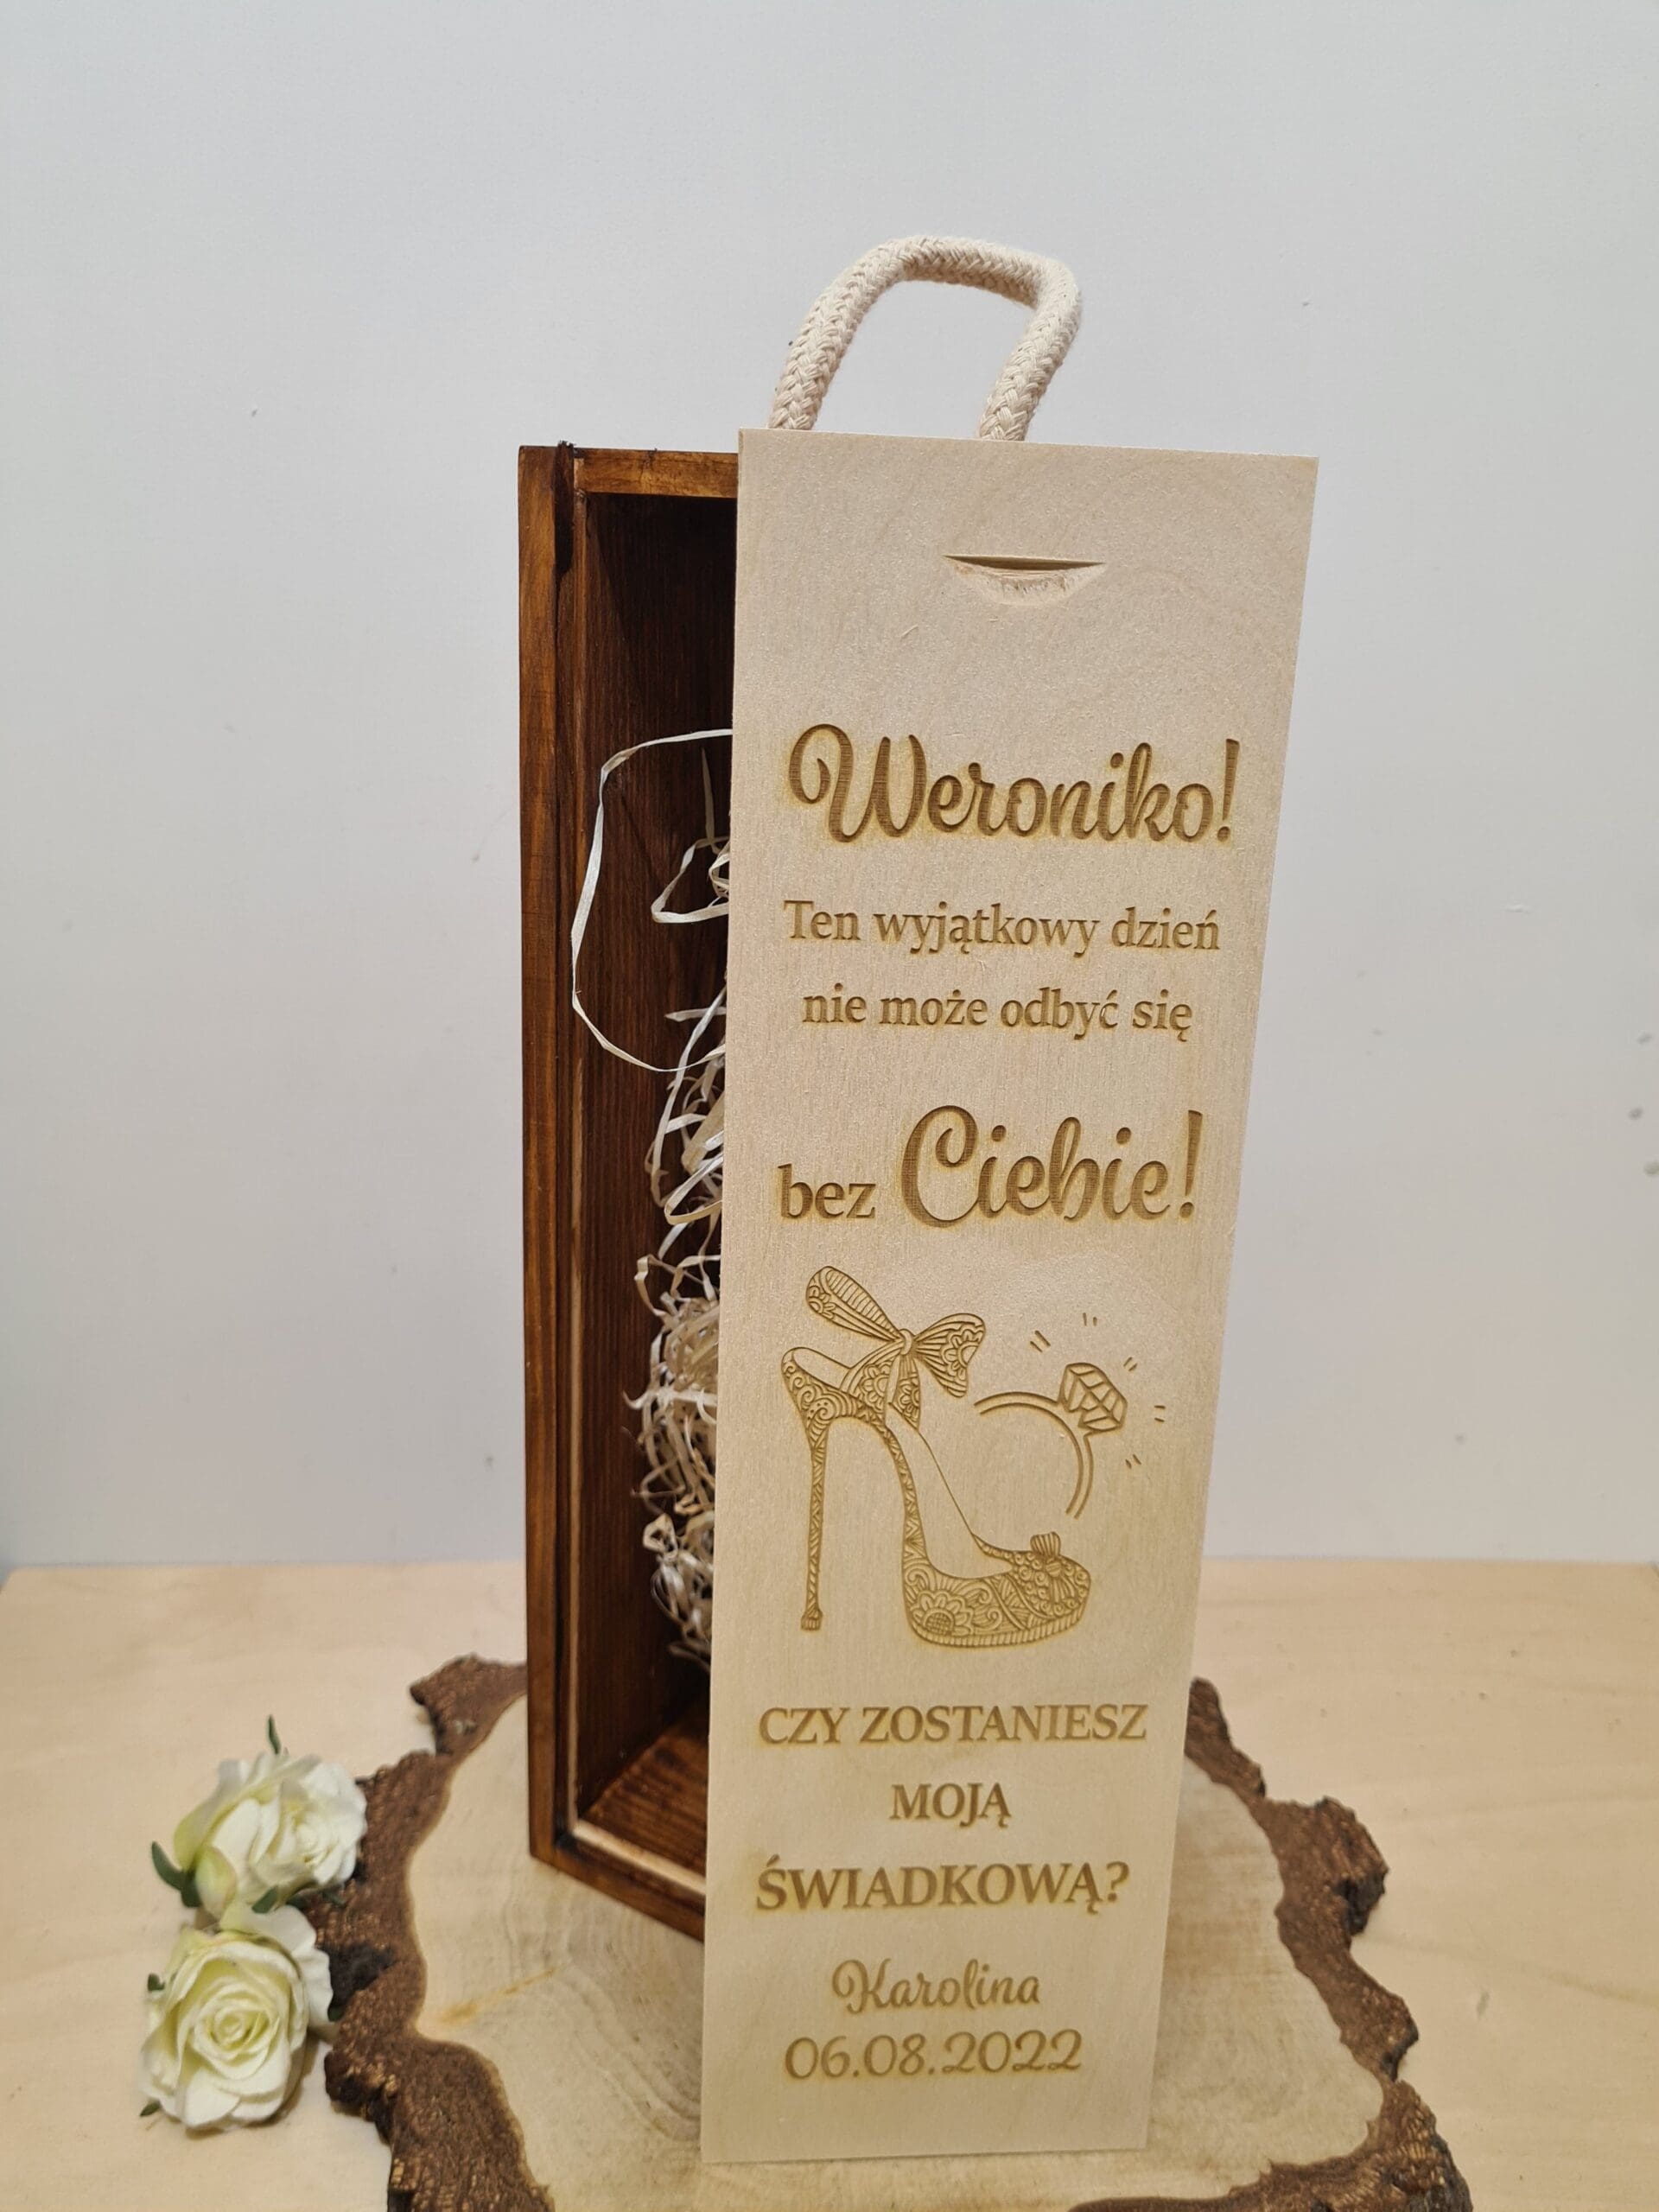 Weroniko!
Ten wyjątkowy dzień
nie może odbyć się
bez Ciebie!
CZY ZOSTANIESZ
MOJĄ
ŚWIADKOWĄ?
Karolina
06.08.2022